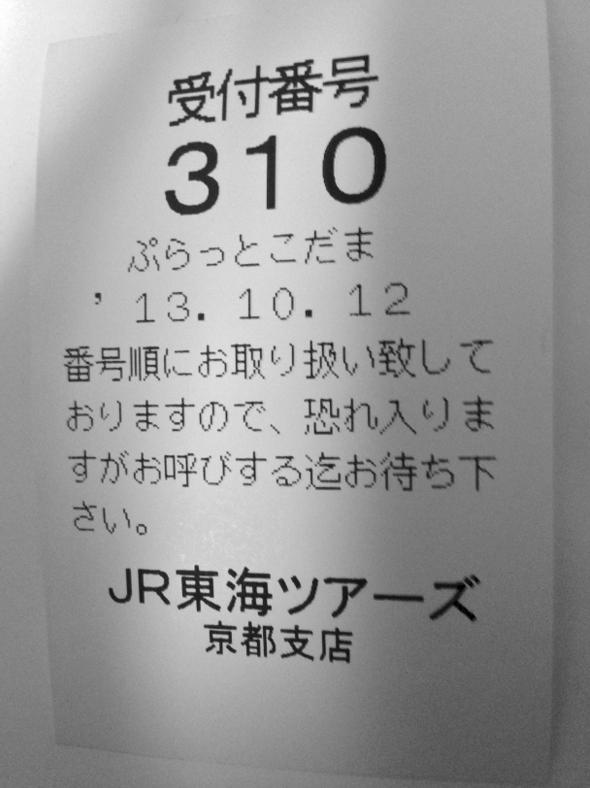 受付番号
310
ぷらっとこだま
'13.10.12
番号順にお取り扱い致して
おりますので、恐れ入りま
すがお呼びする迄お待ち下
さい。
JR東海ツアーズ
京都支店